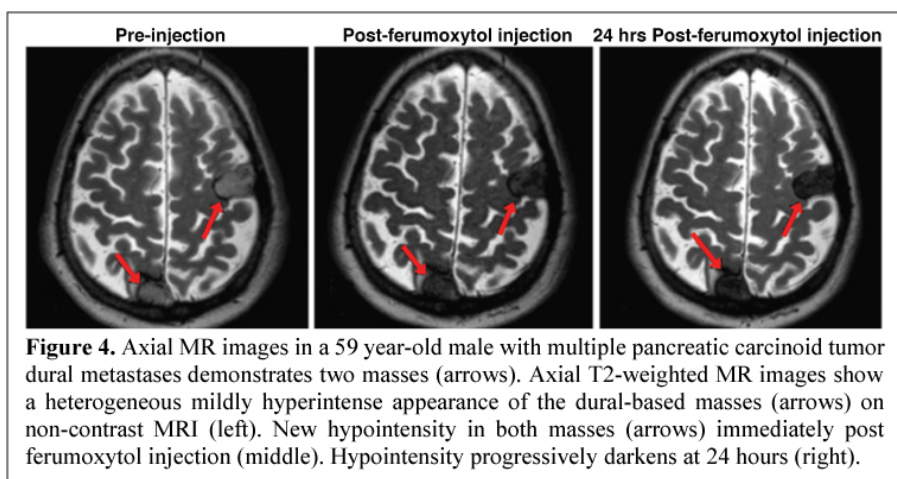 Pre-injection
Post-ferumoxytol injection
24 hrs Post-ferumoxytol injection
Figure 4. Axial MR images in a 59 year-old male with multiple pancreatic carcinoid tumor
dural metastases demonstrates two masses (arrows). Axial T2-weighted MR images show
a heterogeneous mildly hyperintense appearance of the dural-based masses (arrows) on
non-contrast MRI (left). New hypointensity in both masses (arrows) immediately post
ferumoxytol injection (middle). Hypointensity progressively darkens at 24 hours (right).